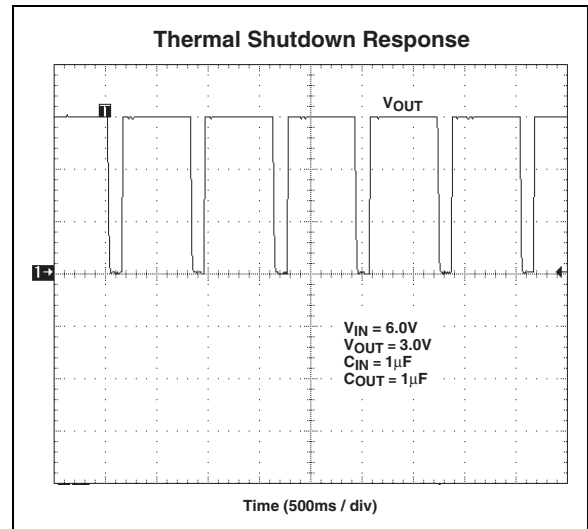 Thermal Shutdown Response
T
VOUT
1→
VIN = 6.0V
VOUT = 3.0V
CIN = 1µF
COUT = 1µF
Time (500ms / div)